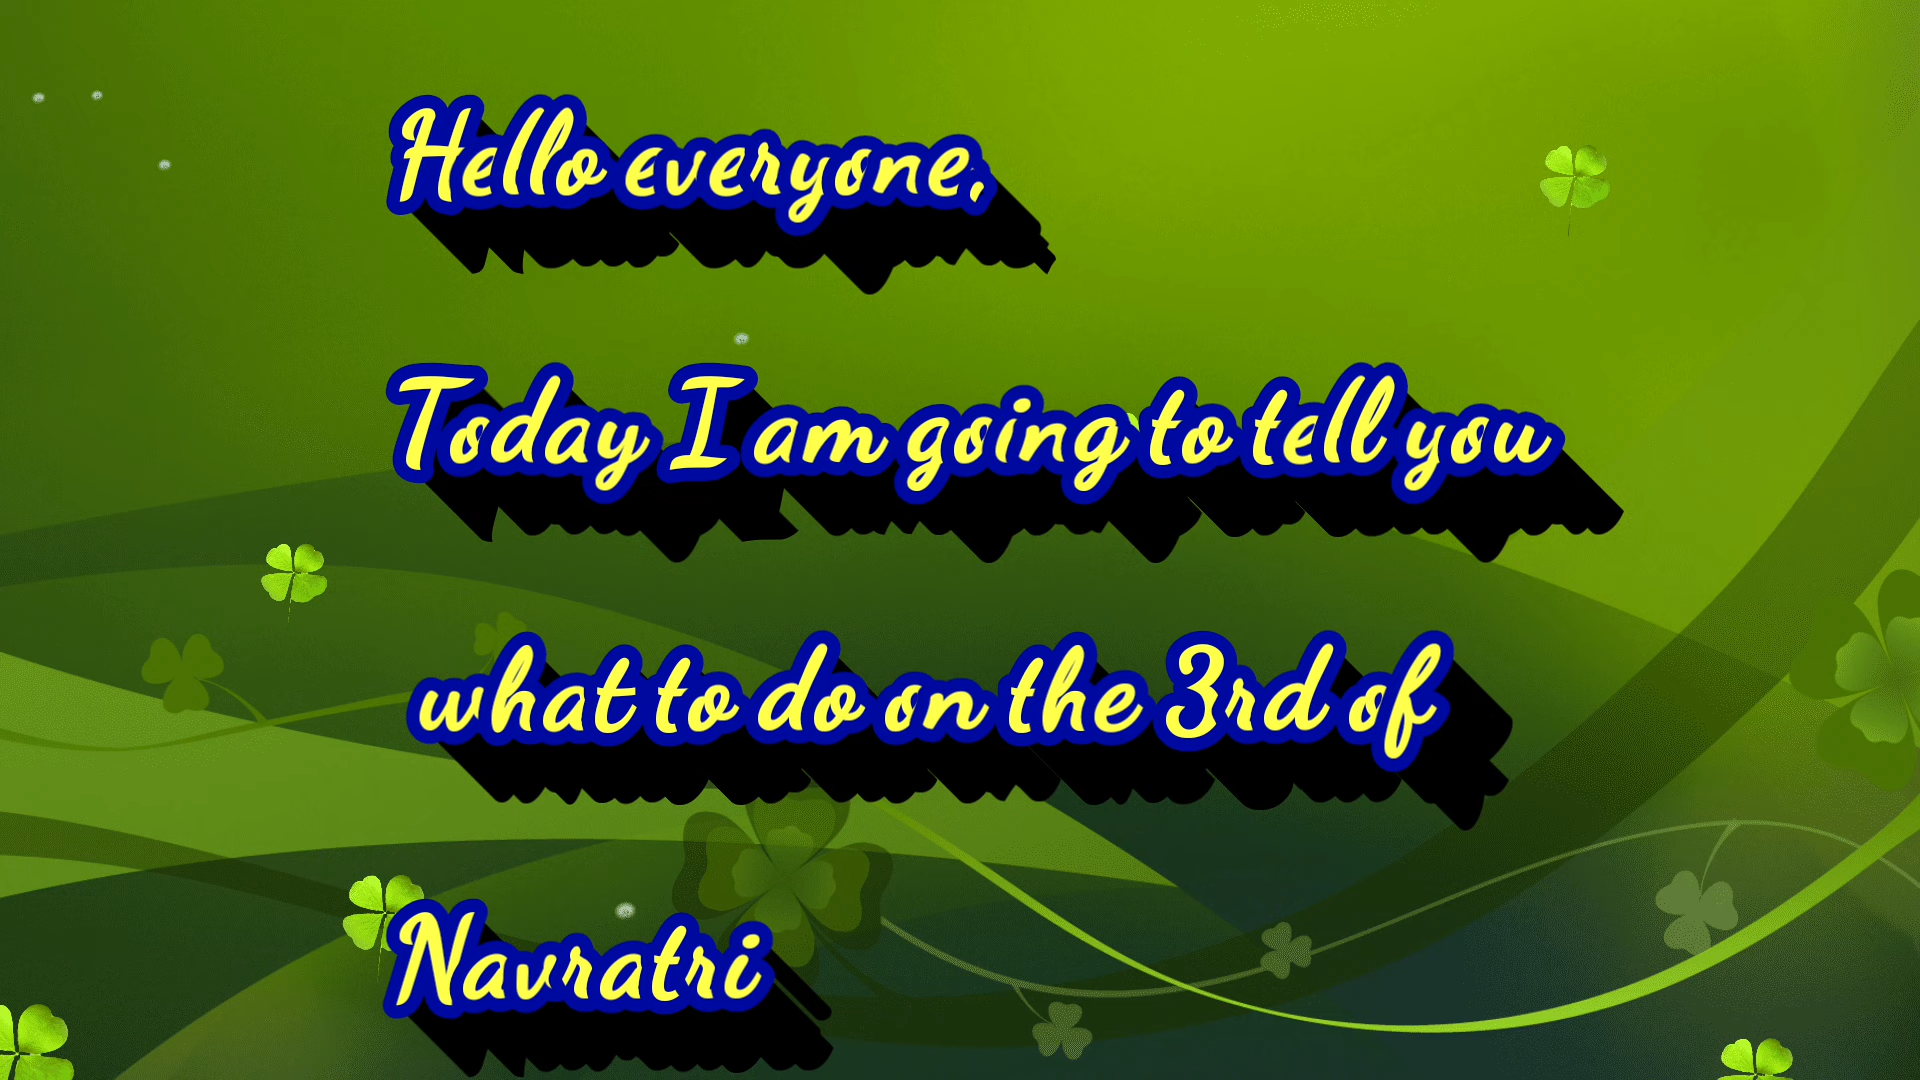 Hello everyone,
Today I am going to tell you
what to do on the 3rd of
Navratri